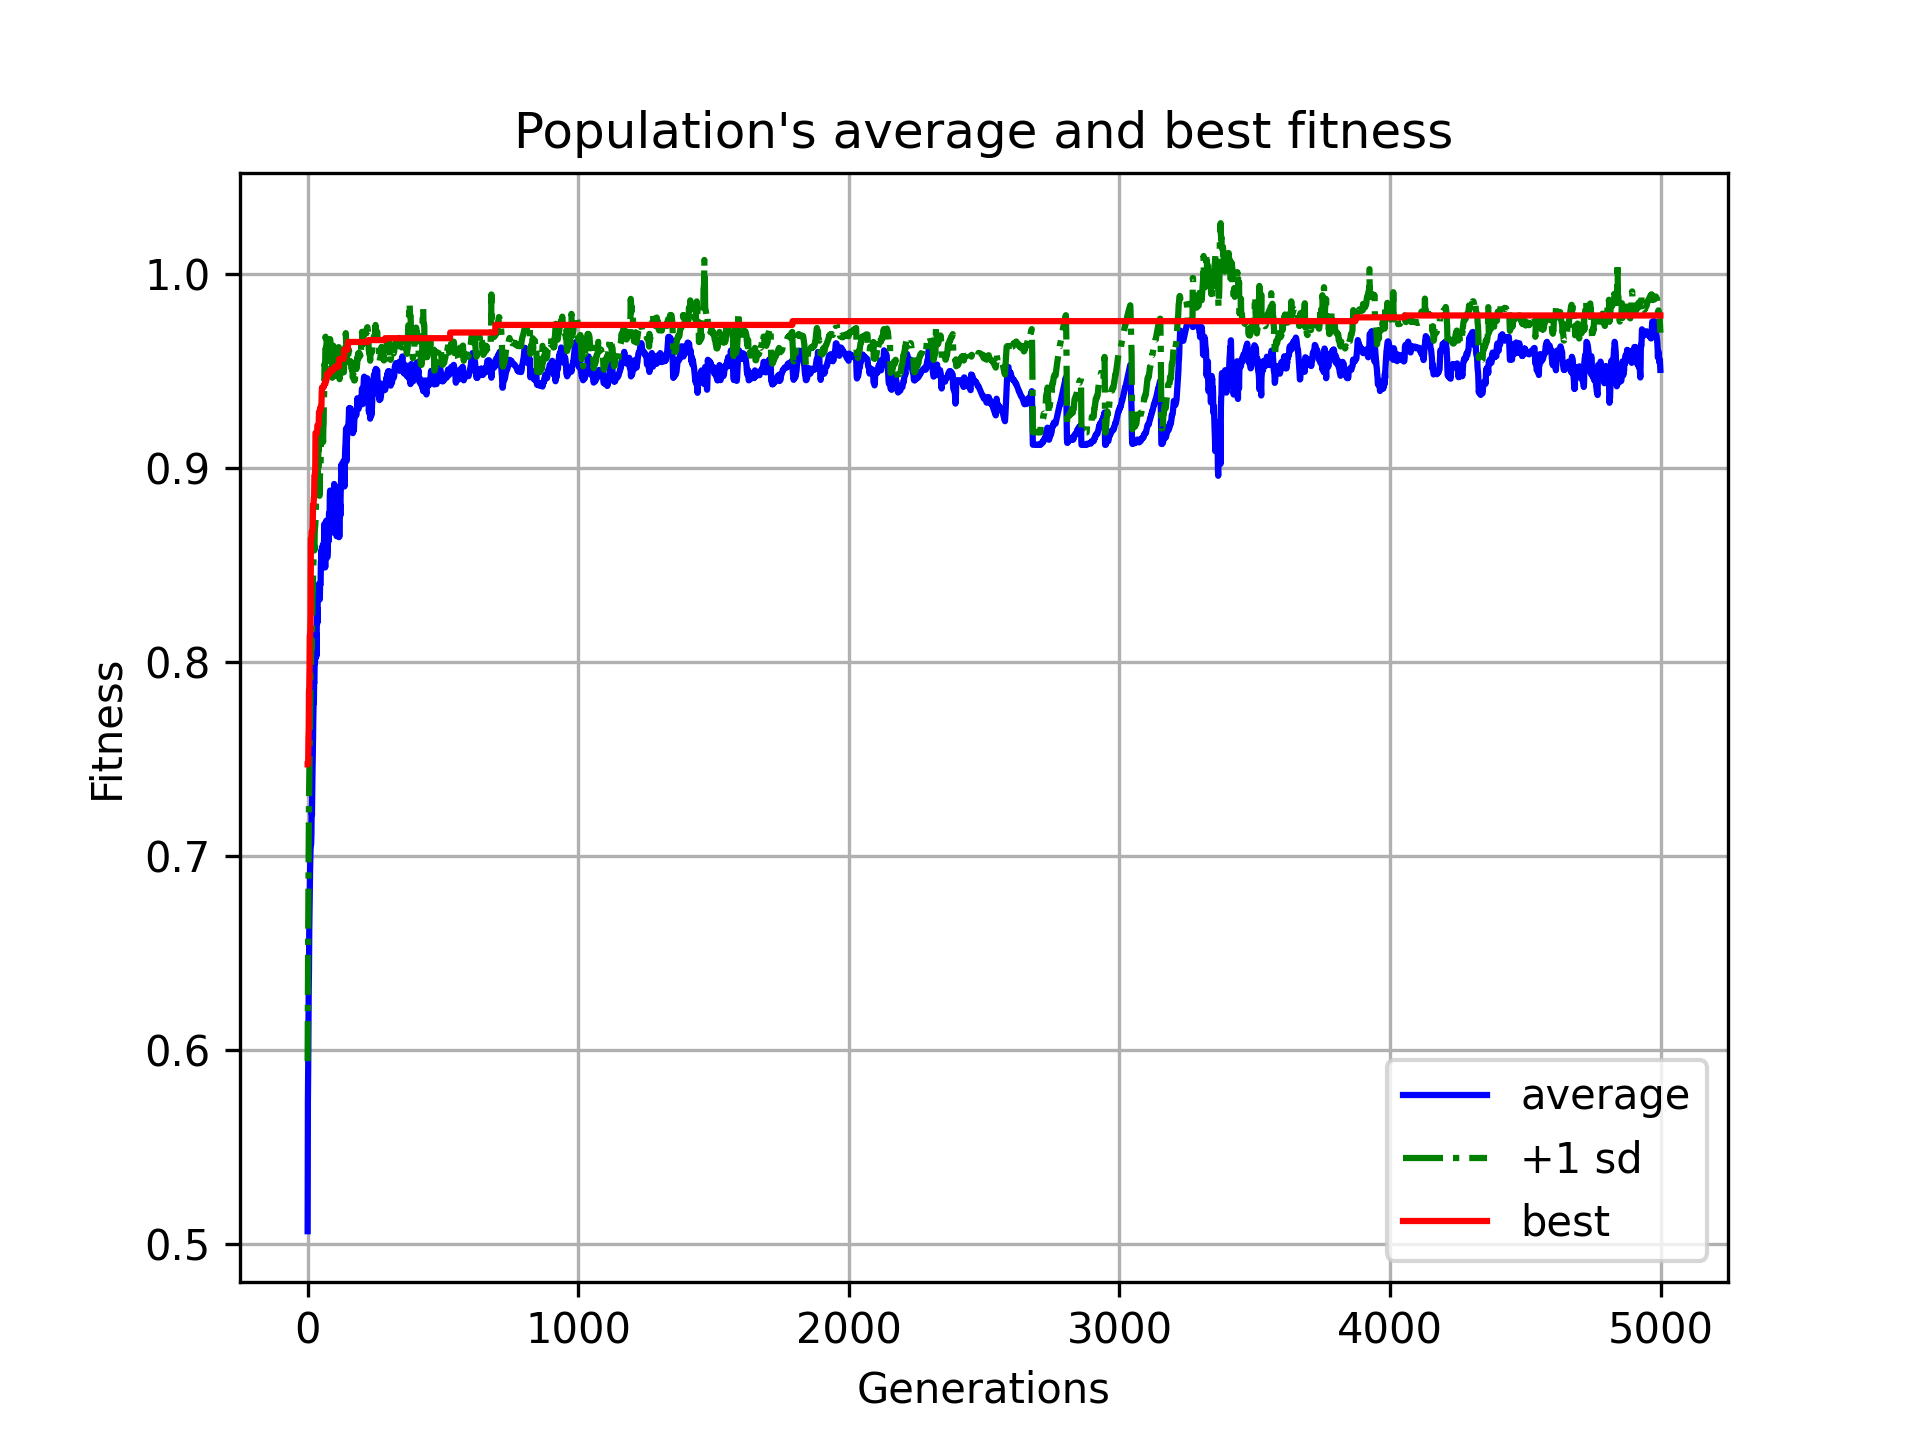 Population's average and best fitness
1.0
0.9
0.8
0.7
0.6
0.5
Fitness
0 1000 2000 3000 4000 5000
Generations
average
+1 sd
best